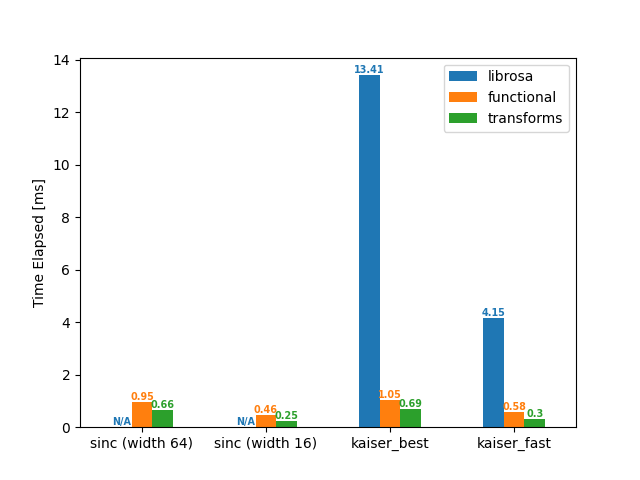 14
12
10
8
6
4
2
0
Time Elapsed [ms]
librosa
functional
transforms
N/A 0.95 0.66
N/A 0.46 0.25
13.41 1.05 0.69
4.15 0.58 0.3
sinc (width 64) sinc (width 16) kaiser_best kaiser_fast